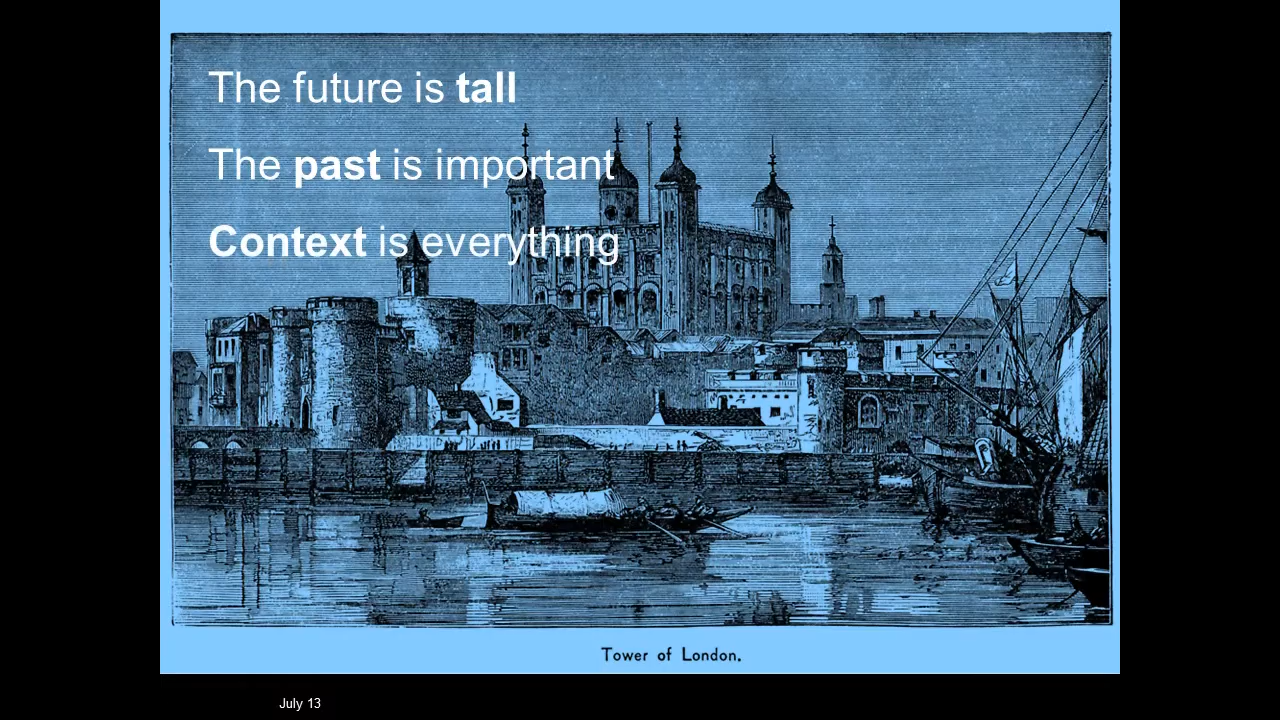 The future is tall
The past is important
Context is everything
Tower of London.
July 13